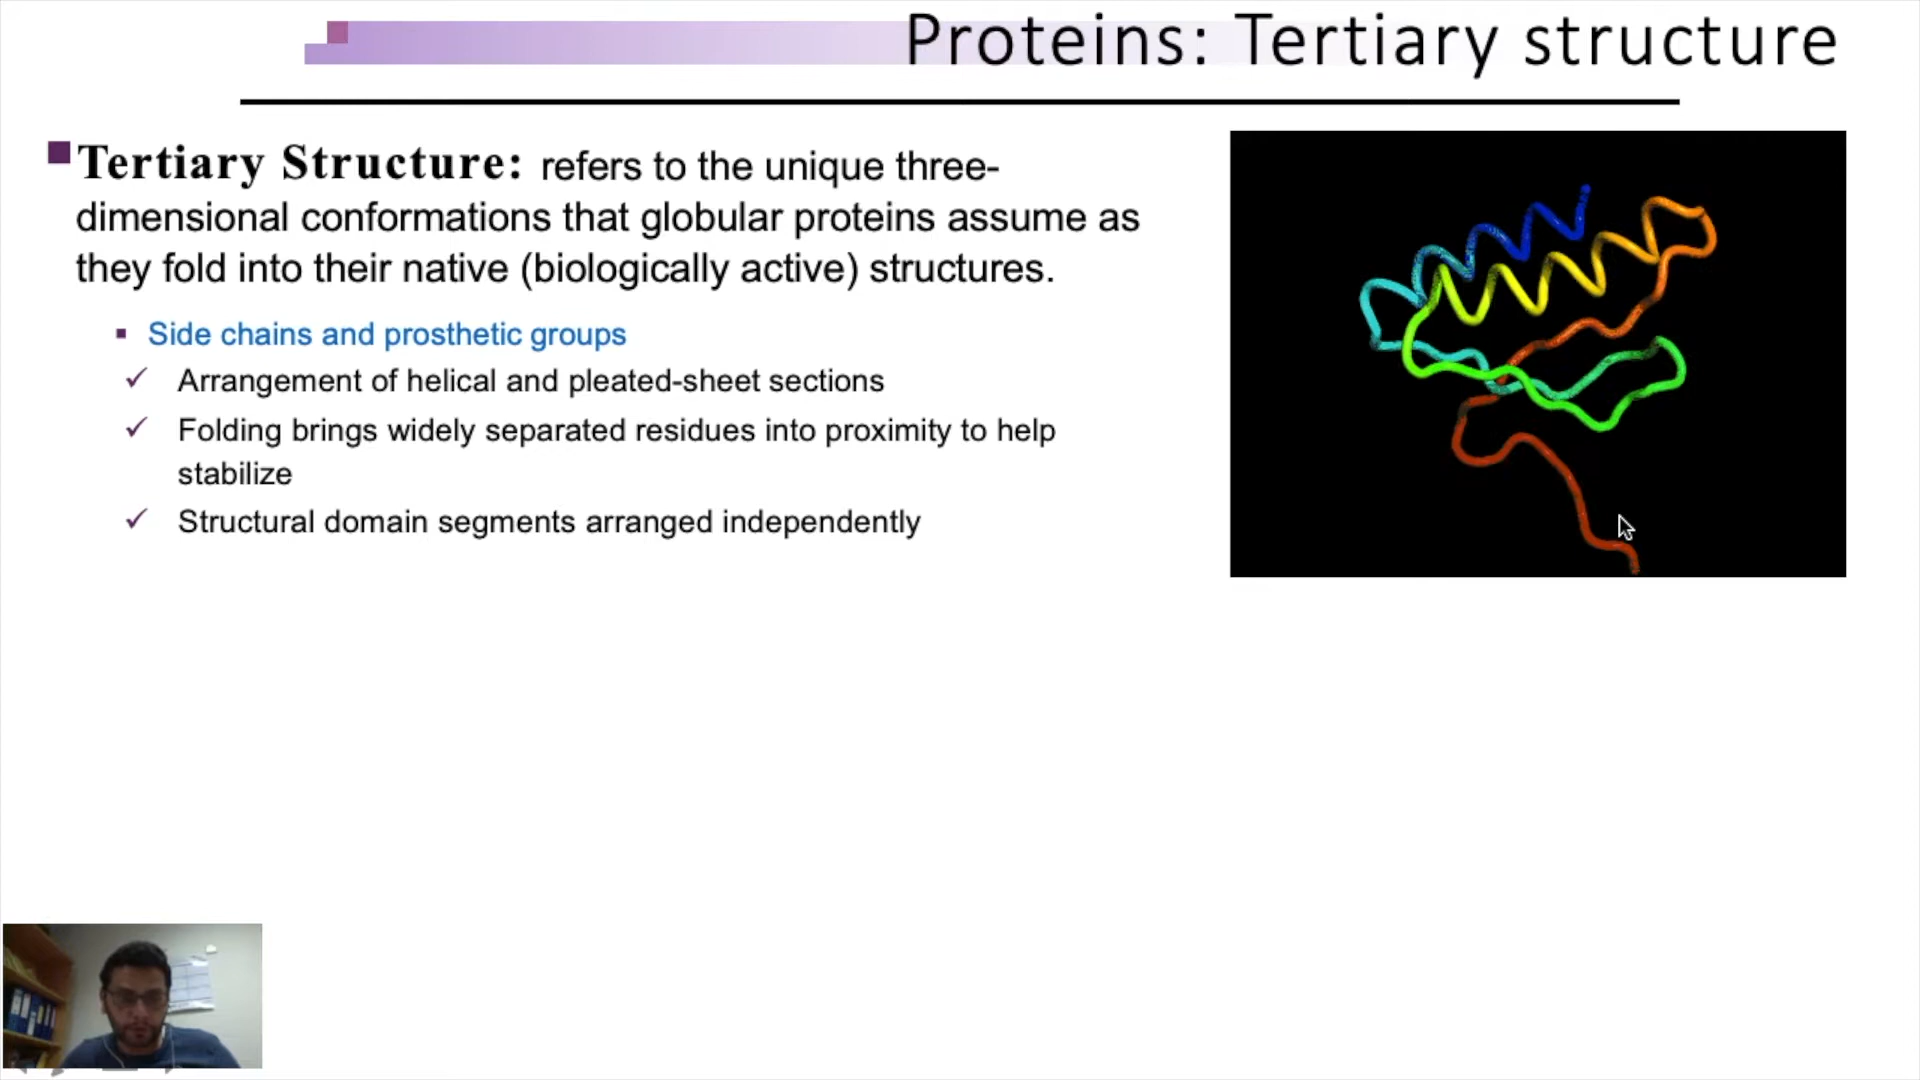 Proteins: Tertiary structure
Tertiary Structure: refers to the unique three-
dimensional conformations that globular proteins assume as
they fold into their native (biologically active) structures.
Side chains and prosthetic groups
Arrangement of helical and pleated-sheet sections
Folding brings widely separated residues into proximity to help
stabilize
Structural domain segments arranged independently